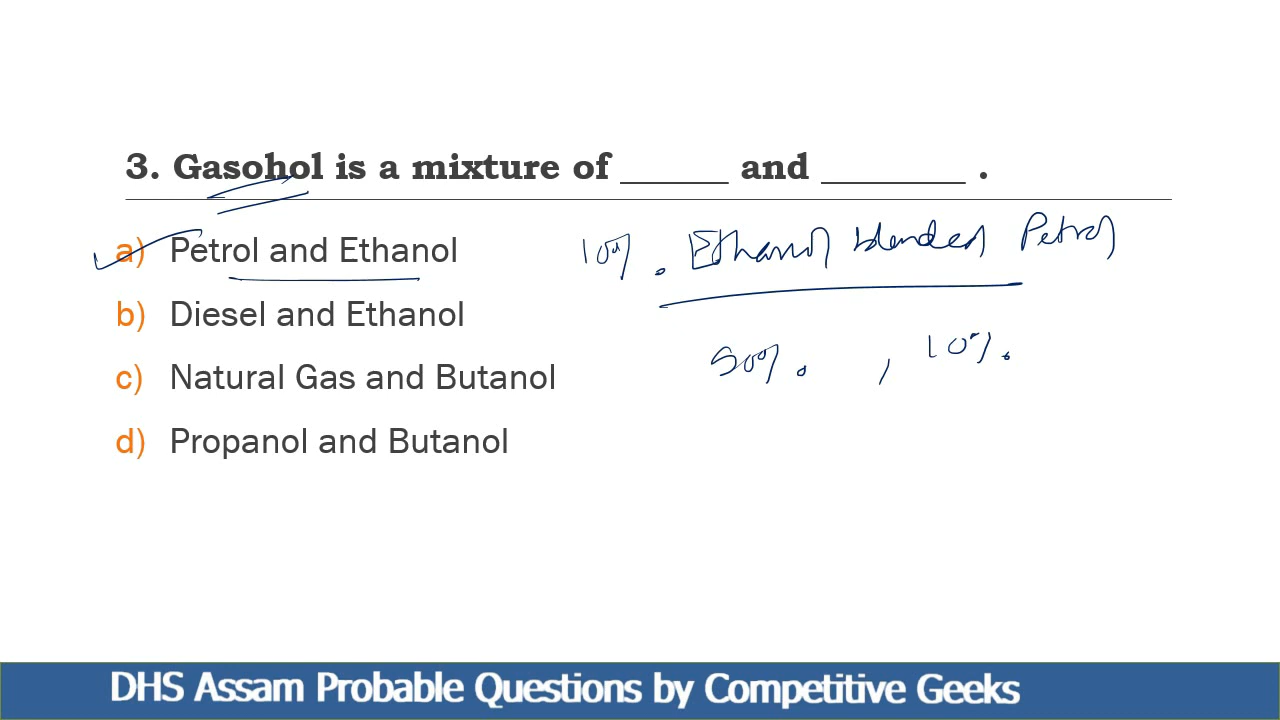 3. Gasohol is a mixture of ______ and ________ .
a) Petrol and Ethanol
10% . Ethanol blended Petrol
b) Diesel and Ethanol
90% . , 10% .
c) Natural Gas and Butanol
d) Propanol and Butanol
DHS Assam Probable Questions by Competitive Geeks